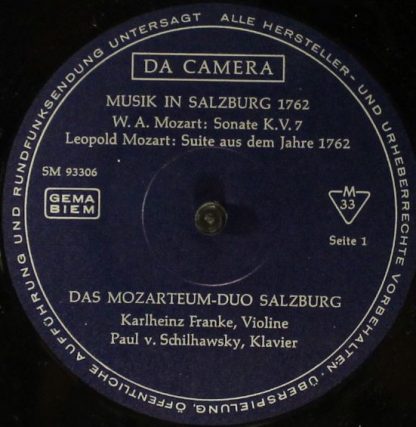 DA CAMERA
MUSIK IN SALZBURG 1762
W. A. Mozart: Sonate K. V. 7
Leopold Mozart: Suite aus dem Jahre 1762
SM 93306
GEMA
BIEM
M
33
Seite 1
DAS MOZARTEUM-DUO SALZBURG
Karlheinz Franke, Violine
Paul v. Schilhawsky, Klavier
ALLE HERSTELLER- UND URHEBERRECHTE VORBEHALTEN · ÜBERSPIELUNG, ÖFFENTLICHE AUFFÜHRUNG UND RUNDFUNKSENDUNG UNTERSAGT